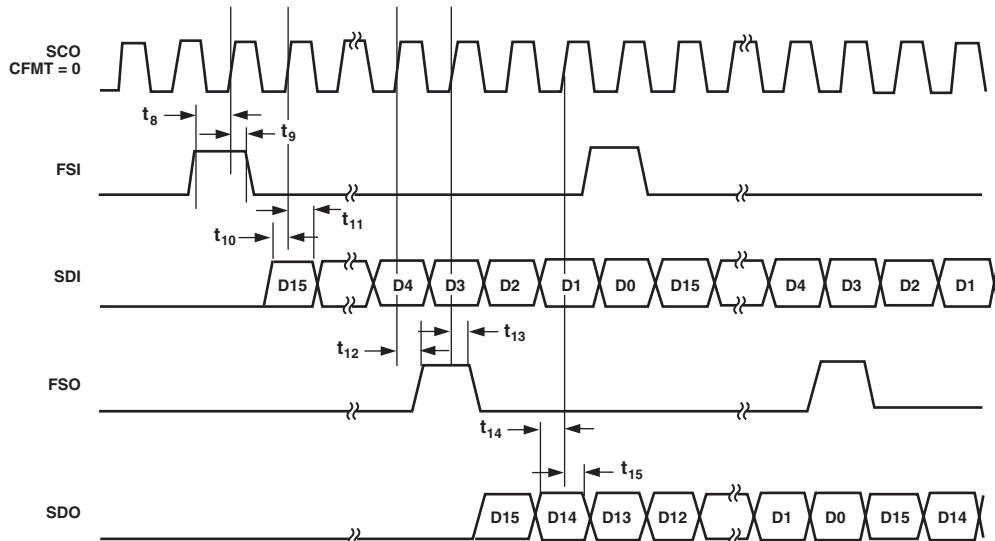 SCO
CFMT = 0
t8
t9
FSI
t10
t11
SDI
D15 D4 D3 D2 D1 D0 D15 D4 D3 D2 D1
t12
t13
FSO
t14
t15
SDO
D15 D14 D13 D12 D1 D0 D15 D14